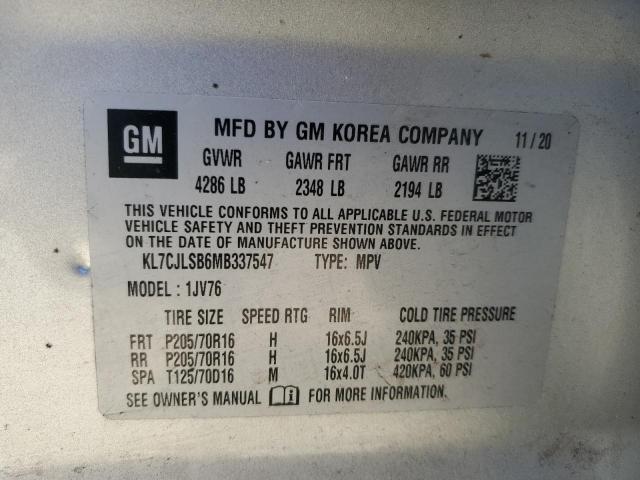 GM MFD BY GM KOREA COMPANY 11/20
GVWR GAWR FRT GAWR RR
4286 LB 2348 LB 2194 LB
THIS VEHICLE CONFORMS TO ALL APPLICABLE U.S. FEDERAL MOTOR
VEHICLE SAFETY AND THEFT PREVENTION STANDARDS IN EFFECT ON THE
DATE OF MANUFACTURE SHOWN ABOVE.
KL7CJLSB6MB337547 TYPE: MPV
MODEL: 1JV76
TIRE SIZE SPEED RTG RIM COLD TIRE PRESSURE
FRT P205/70R16 H 16x6.5J 240KPA, 35 PSI
RR P205/70R16 H 16x6.5J 240KPA, 35 PSI
SPA T125/70D16 M 16x4.0T 420KPA, 60 PSI
SEE OWNER'S MANUAL FOR MORE INFORMATION.